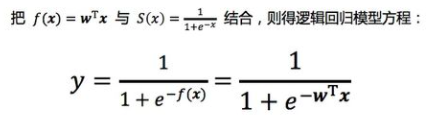 把 f(x) = wᵀx 与 S(x) = 1/(1+e⁻ˣ) 结合，则得逻辑回归模型方程：
y = 1/(1 + e^(−f(x))) = 1/(1 + e^(−wᵀx))